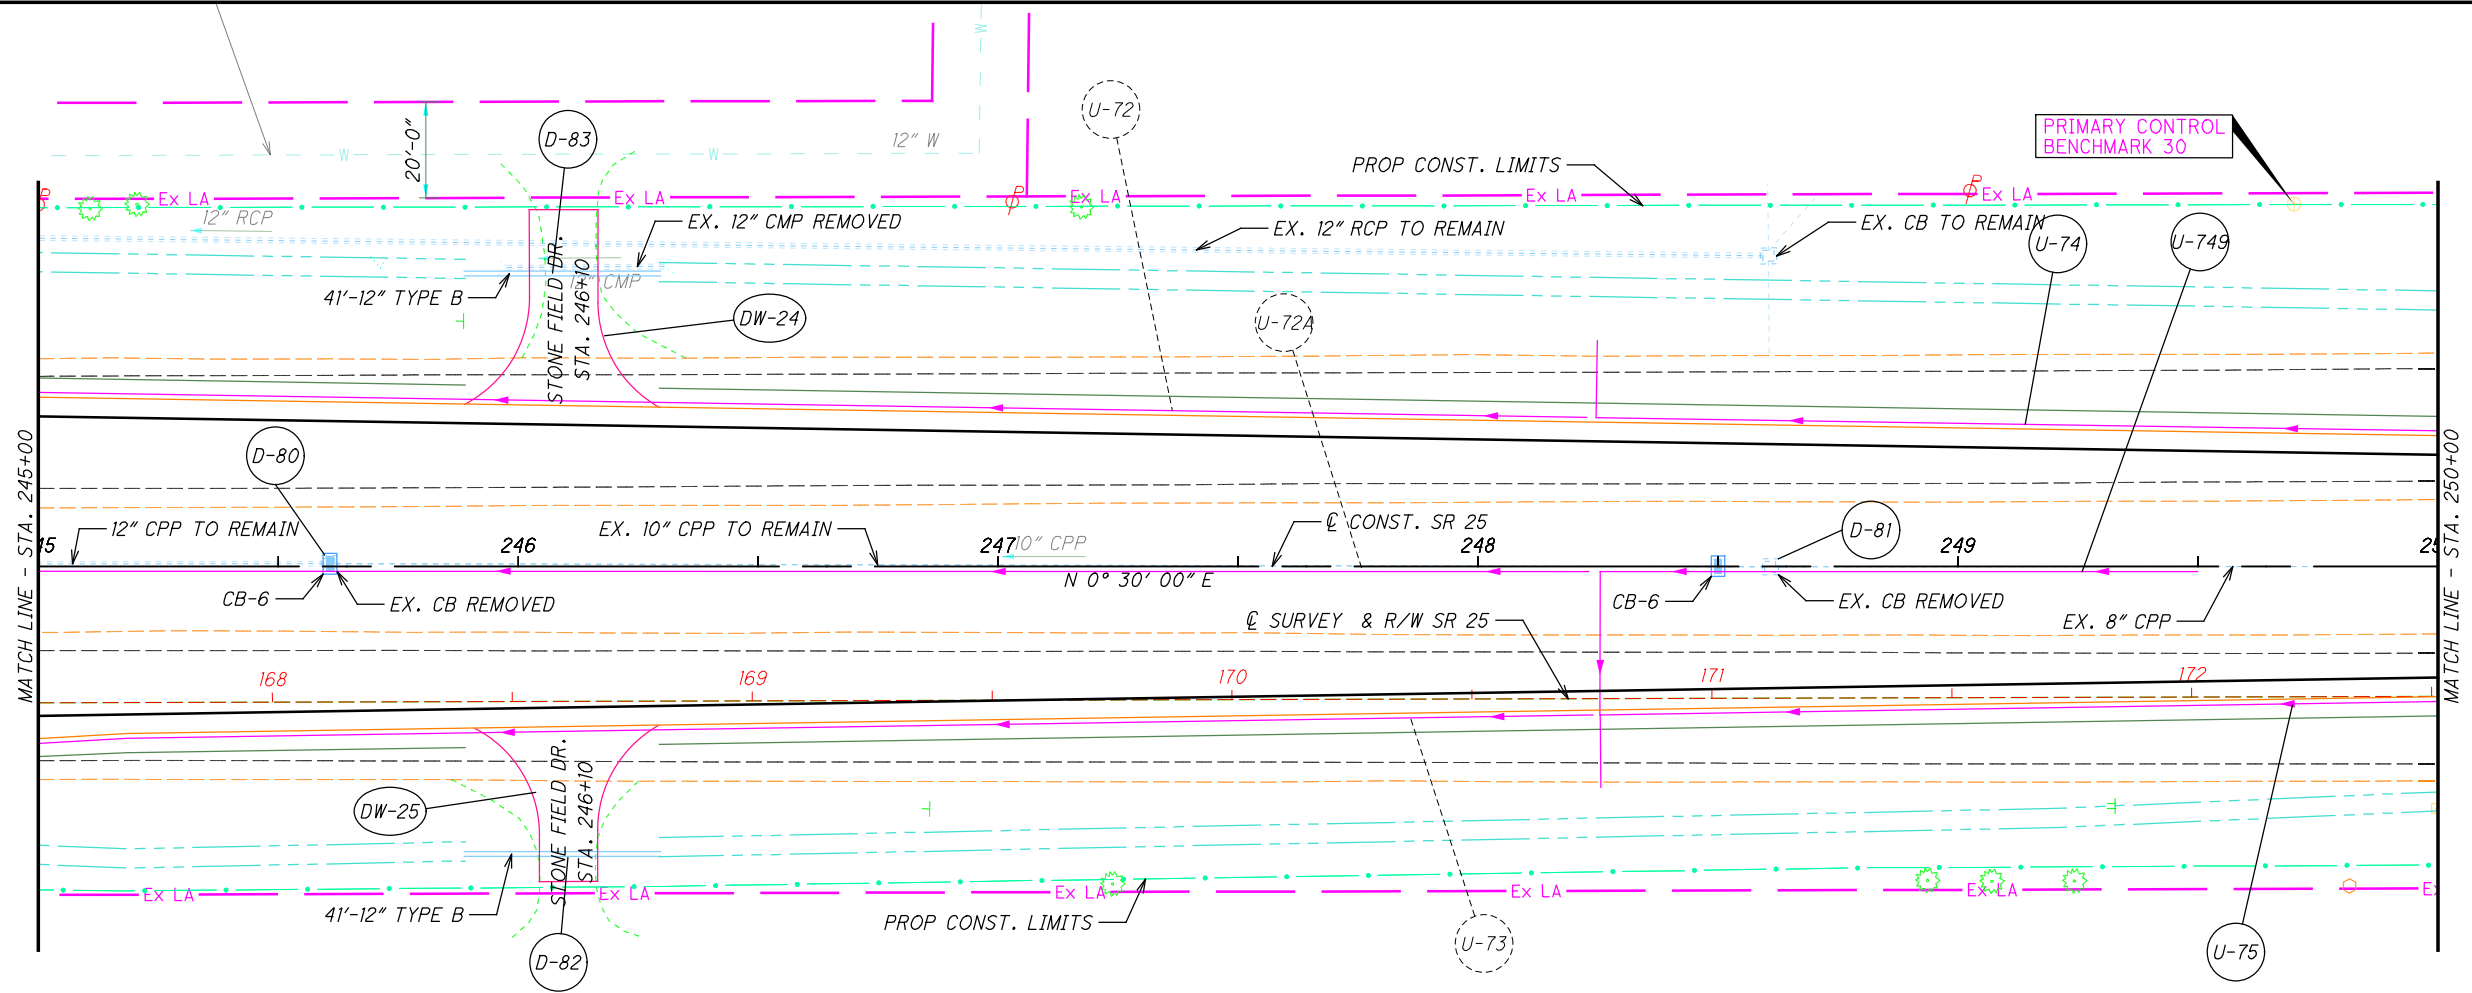 U-72
D-83
20'-0"
12" W
PRIMARY CONTROL
BENCHMARK 30
PROP CONST. LIMITS
P
Ex LA
Ex LA
P
Ex LA
Ex LA
P
Ex LA
12" RCP
EX. 12" CMP REMOVED
EX. 12" RCP TO REMAIN
EX. CB TO REMAIN
U-74
U-749
41'-12" TYPE B
12" CMP
STONE FIELD DR.
STA. 246+10
DW-24
U-72A
MATCH LINE - STA. 245+00
MATCH LINE - STA. 250+00
D-80
12" CPP TO REMAIN
EX. 10" CPP TO REMAIN
℄ CONST. SR 25
D-81
45
246
247
10" CPP
248
249
25
N 0° 30' 00" E
CB-6
EX. CB REMOVED
CB-6
EX. CB REMOVED
℄ SURVEY & R/W SR 25
EX. 8" CPP
168
169
170
171
172
STONE FIELD DR.
STA. 246+10
DW-25
Ex LA
Ex LA
Ex LA
Ex LA
Ex LA
Ex
41'-12" TYPE B
PROP CONST. LIMITS
U-73
D-82
U-75
W
W
W